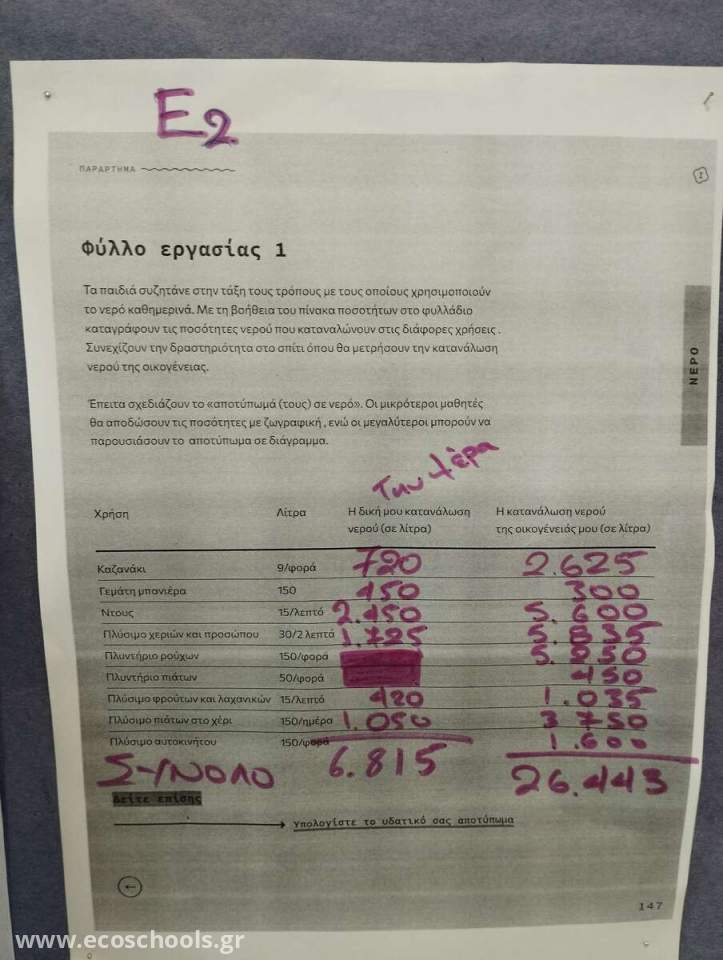 Ε2
ΠΑΡΑΡΤΗΜΑ
Φύλλο εργασίας 1
Τα παιδιά συζητάνε στην τάξη τους τρόπους με τους οποίους χρησιμοποιούν
το νερό καθημερινά. Με τη βοήθεια του πίνακα ποσοτήτων στο φυλλάδιο
καταγράφουν τις ποσότητες νερού που καταναλώνουν στις διάφορες χρήσεις .
Συνεχίζουν την δραστηριότητα στο σπίτι όπου θα μετρήσουν την κατανάλωση
νερού της οικογένειας.
ΝΕΡΟ
Έπειτα σχεδιάζουν το «αποτύπωμά (τους) σε νερό». Οι μικρότεροι μαθητές
θα αποδώσουν τις ποσότητες με ζωγραφική , ενώ οι μεγαλύτεροι μπορούν να
παρουσιάσουν το αποτύπωμα σε διάγραμμα.
Την μέρα
Χρήση Λίτρα Η δική μου κατανάλωση νερού (σε λίτρα) Η κατανάλωση νερού της οικογένειάς μου (σε λίτρα)
Καζανάκι 9/φορά 720 2.625
Γεμάτη μπανιέρα 150 150 300
Ντους 15/λεπτό 2.450 5.600
Πλύσιμο χεριών και προσώπου 30/2 λεπτά 1.725 5.835
Πλυντήριο ρούχων 150/φορά 5.250
Πλυντήριο πιάτων 50/φορά 450
Πλύσιμο φρούτων και λαχανικών 15/λεπτό 420 1.035
Πλύσιμο πιάτων στο χέρι 150/ημέρα 1.050 3750
Πλύσιμο αυτοκινήτου 150/φορά 1.600
ΣΥΝΟΛΟ 6.815 26.443
δείτε επίσης
Υπολογίστε το υδατικό σας αποτύπωμα
147
www.ecoschools.gr